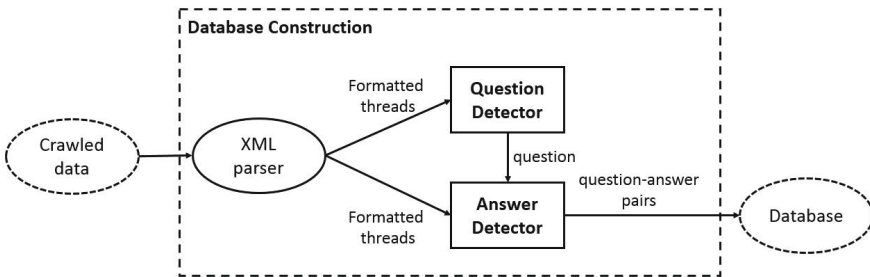 Database Construction
Formatted
threads
Question
Detector
Crawled
data
XML
parser
question
question-answer
pairs
Formatted
threads
Answer
Detector
Database